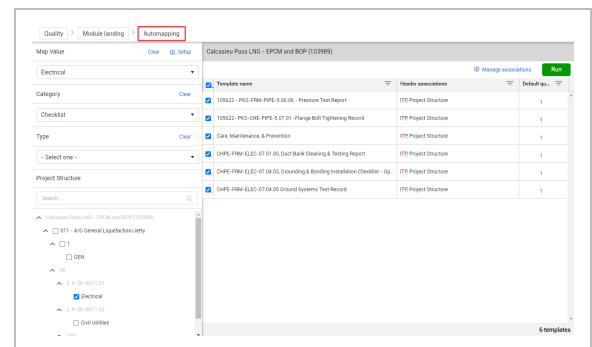 Quality > Module landing > Automapping
Map Value Clear Setup
Electrical
Category Clear
Checklist
Type Clear
- Select one -
Project Structure
Search...
Calcasieu Pass LNG - EPCM and BOP (103989)
011 - A/G General Liquefaction/Jetty
1
GEN
26
Electrical
Civil Utilities
Calcasieu Pass LNG - EPCM and BOP (103989)
Manage associations Run
Template name Header associations Default qu...
105622 - PKS-FRM-PIPE-5.06.06 - Pressure Test Report ITP, Project Structure 1
105622 - PKS-CHE-PIPE-5.07.01 -Flange Bolt Tightening Record ITP, Project Structure 1
Care, Maintenance, & Prevention ITP, Project Structure 1
CHPE-FRM-ELEC-07.01.05, Duct Bank Cleaning & Testing Report ITP, Project Structure 1
CHPE-FRM-ELEC-07.04.03, Grounding & Bonding Installation Checklist - Op... ITP, Project Structure 1
CHPE-FRM-ELEC-07.04.05 Ground Systems Test Record ITP, Project Structure 1
6 templates